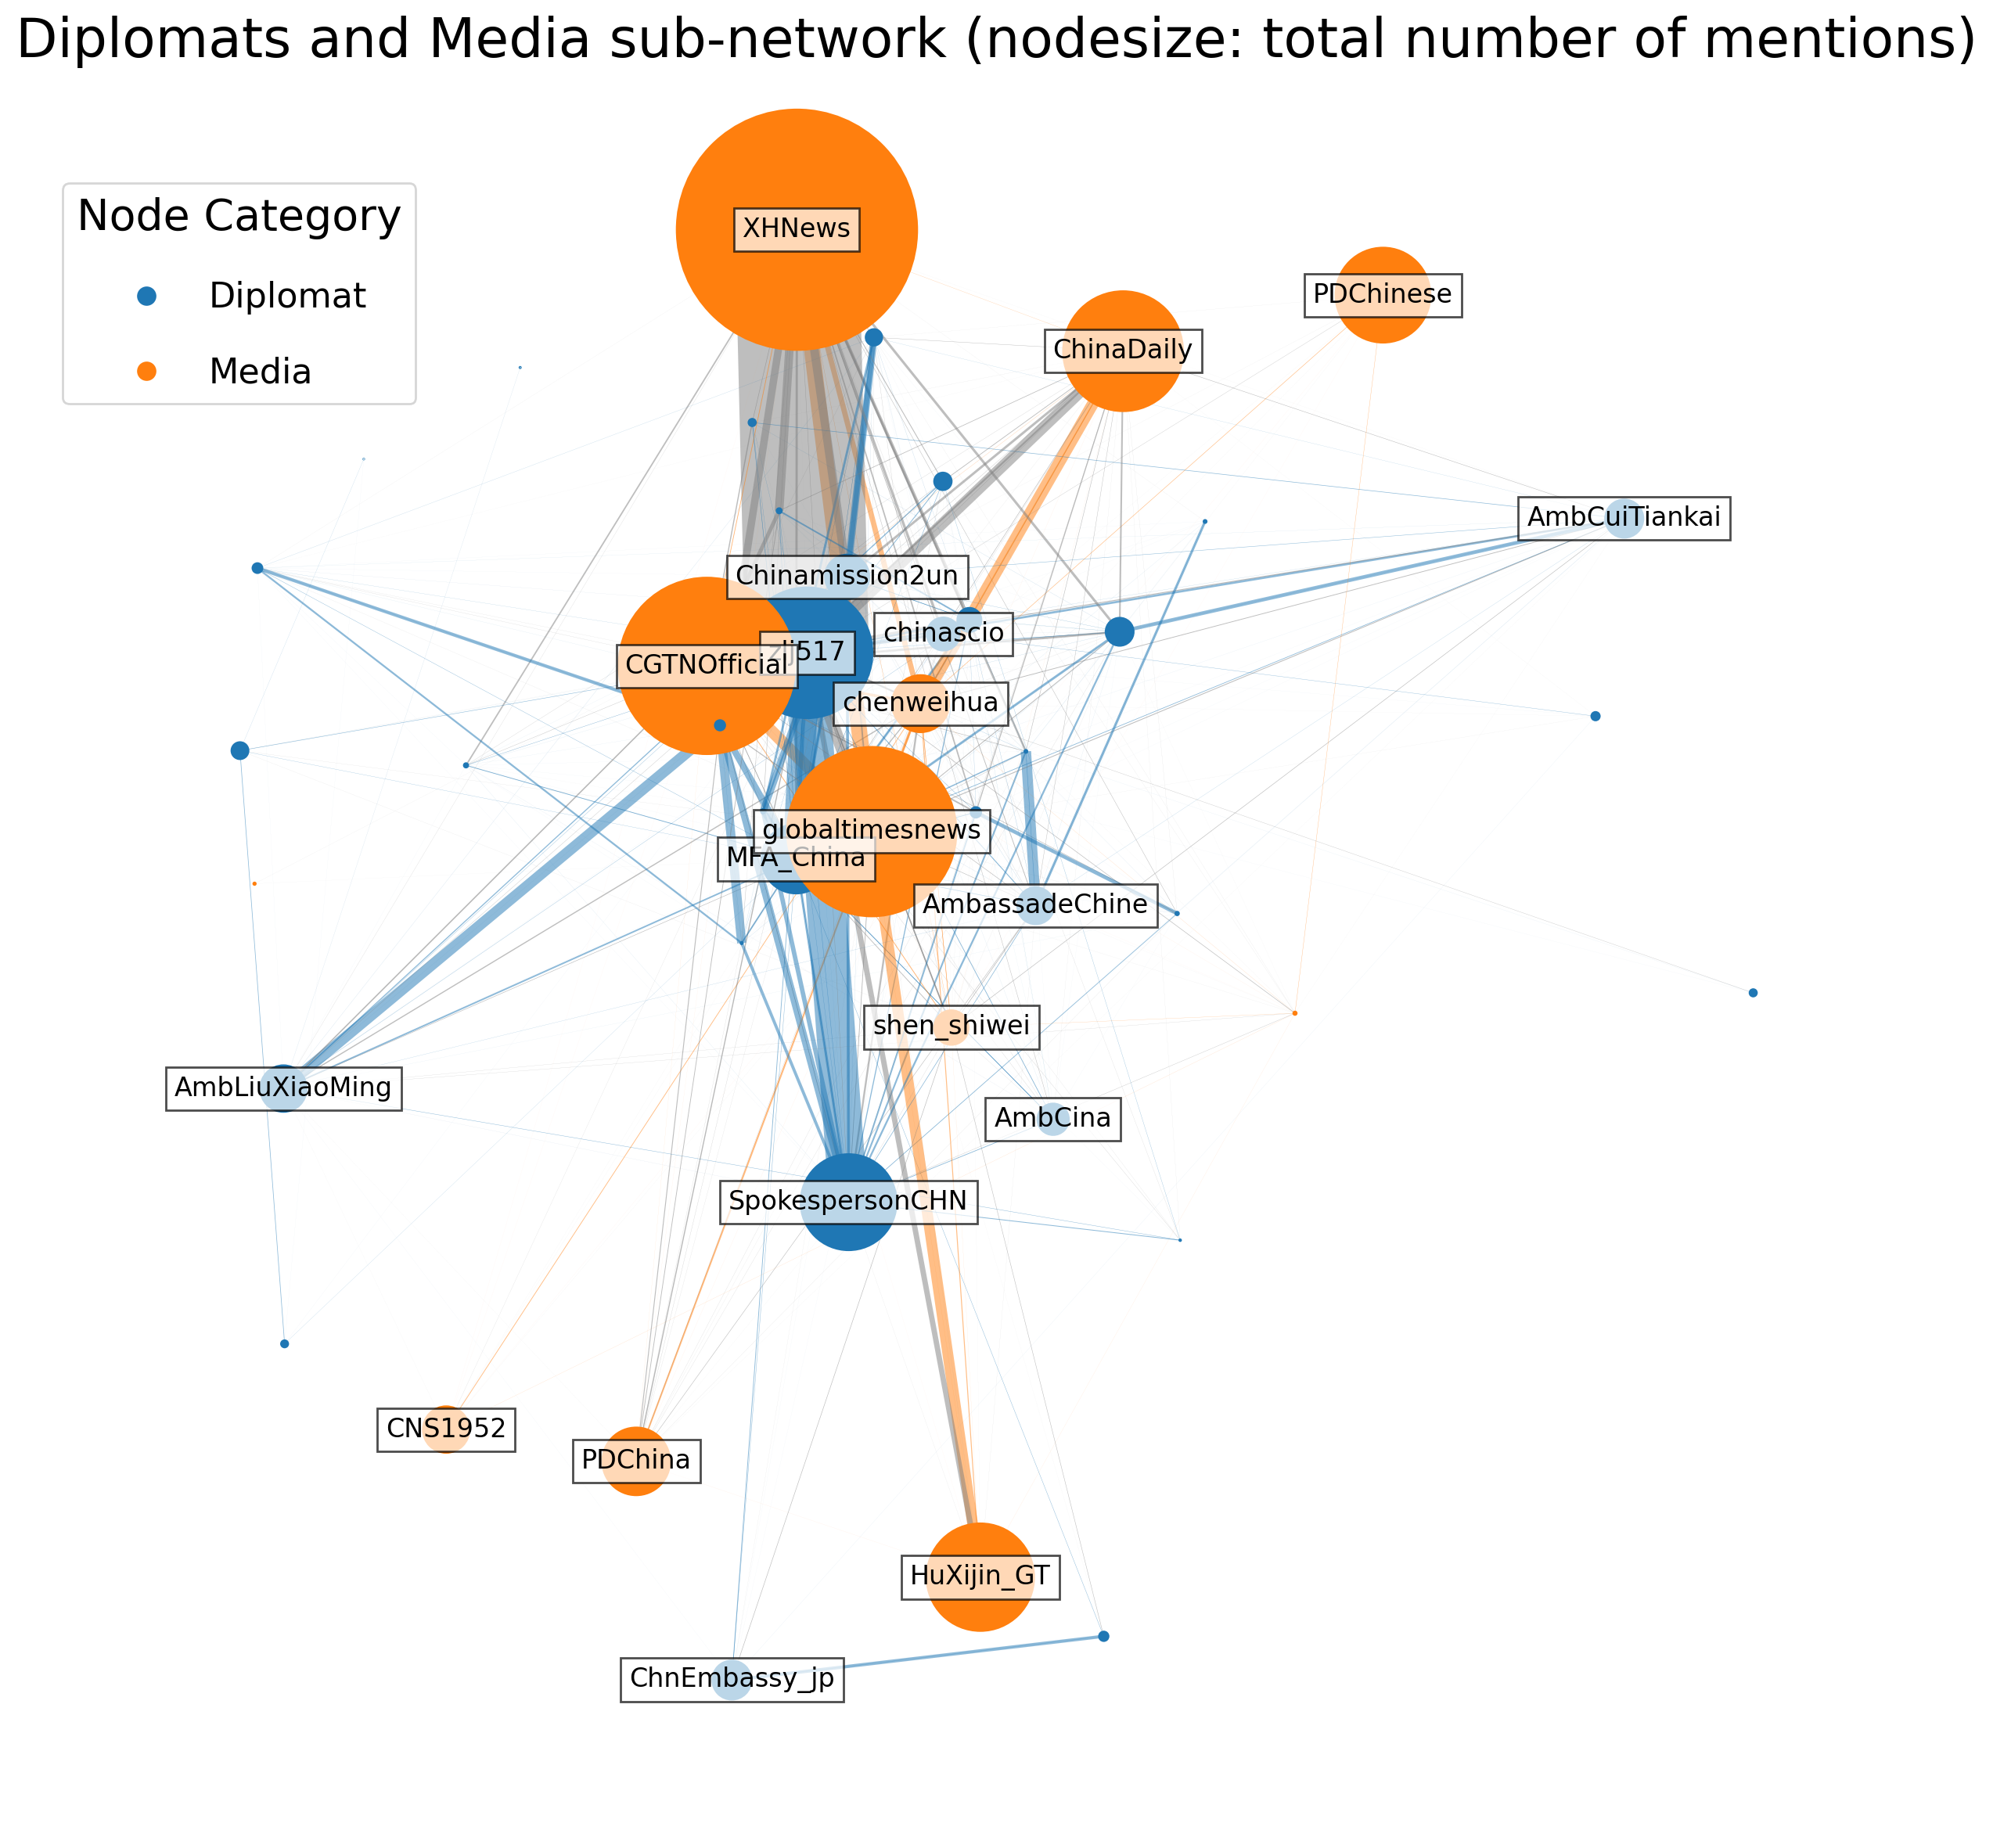 Diplomats and Media sub-network (nodesize: total number of mentions)
Node Category
Diplomat
Media
XHNews
PDChinese
ChinaDaily
AmbCuiTiankai
Chinamission2un
chinascio
zlj517
CGTNOfficial
chenweihua
globaltimesnews
MFA_China
AmbassadeChine
shen_shiwei
AmbLiuXiaoMing
AmbCina
SpokespersonCHN
CNS1952
PDChina
HuXijin_GT
ChnEmbassy_jp